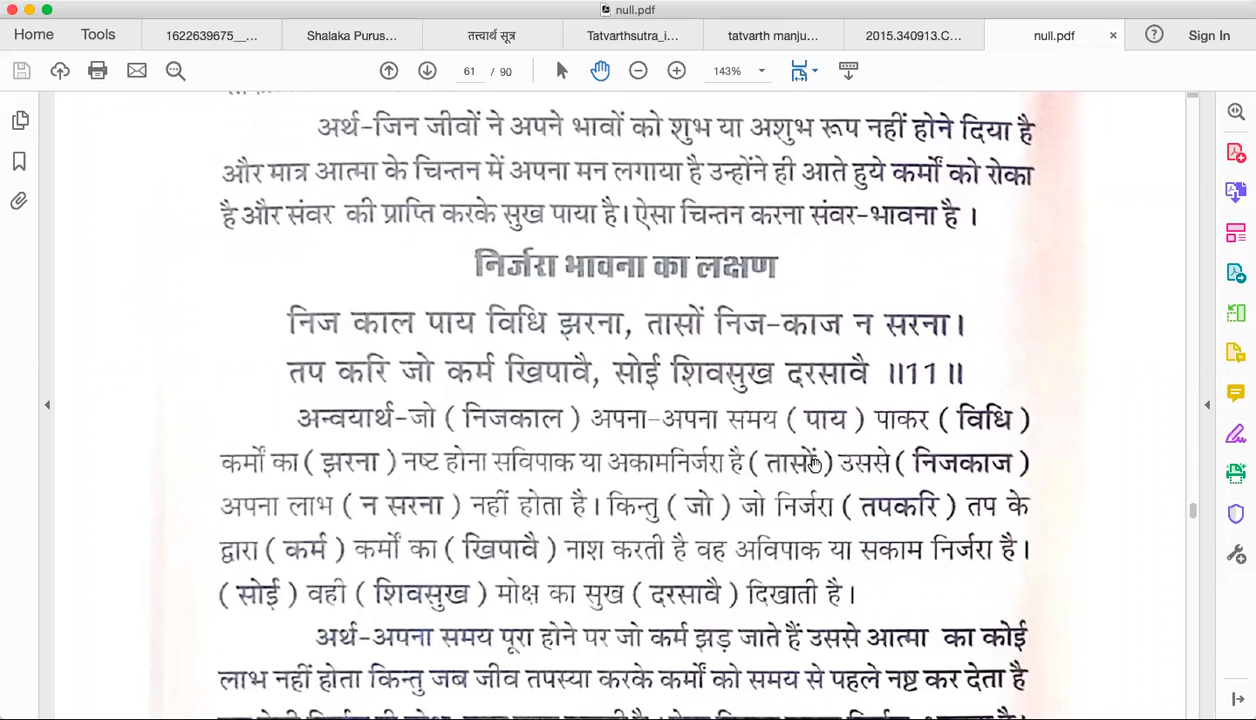 null.pdf
Home Tools 1622639675__... Shalaka Purus... तत्त्वार्थ सूत्र Tatvarthsutra_i... tatvarth manju... 2015.340913.C... null.pdf × ? Sign In
61 / 90 143%
अर्थ-जिन जीवों ने अपने भावों को शुभ या अशुभ रूप नहीं होने दिया है
और मात्र आत्मा के चिन्तन में अपना मन लगाया है उन्होंने ही आते हुये कर्मों को रोका
है और संवर की प्राप्ति करके सुख पाया है। ऐसा चिन्तन करना संवर-भावना है ।
निर्जरा भावना का लक्षण
निज काल पाय विधि झरना, तासों निज-काज न सरना।
तप करि जो कर्म खिपावै, सोई शिवसुख दरसावै ॥11॥
अन्वयार्थ-जो ( निजकाल ) अपना-अपना समय ( पाय ) पाकर ( विधि )
कर्मों का ( झरना ) नष्ट होना सविपाक या अकामनिर्जरा है ( तासों ) उससे ( निजकाज )
अपना लाभ ( न सरना ) नहीं होता है । किन्तु ( जो ) जो निर्जरा ( तपकरि ) तप के
द्वारा ( कर्म ) कर्मों का ( खिपावै ) नाश करती है वह अविपाक या सकाम निर्जरा है।
( सोई ) वही ( शिवसुख ) मोक्ष का सुख ( दरसावै ) दिखाती है।
अर्थ-अपना समय पूरा होने पर जो कर्म झड़ जाते हैं उससे आत्मा का कोई
लाभ नहीं होता किन्तु जब जीव तपस्या करके कर्मों को समय से पहले नष्ट कर देता है